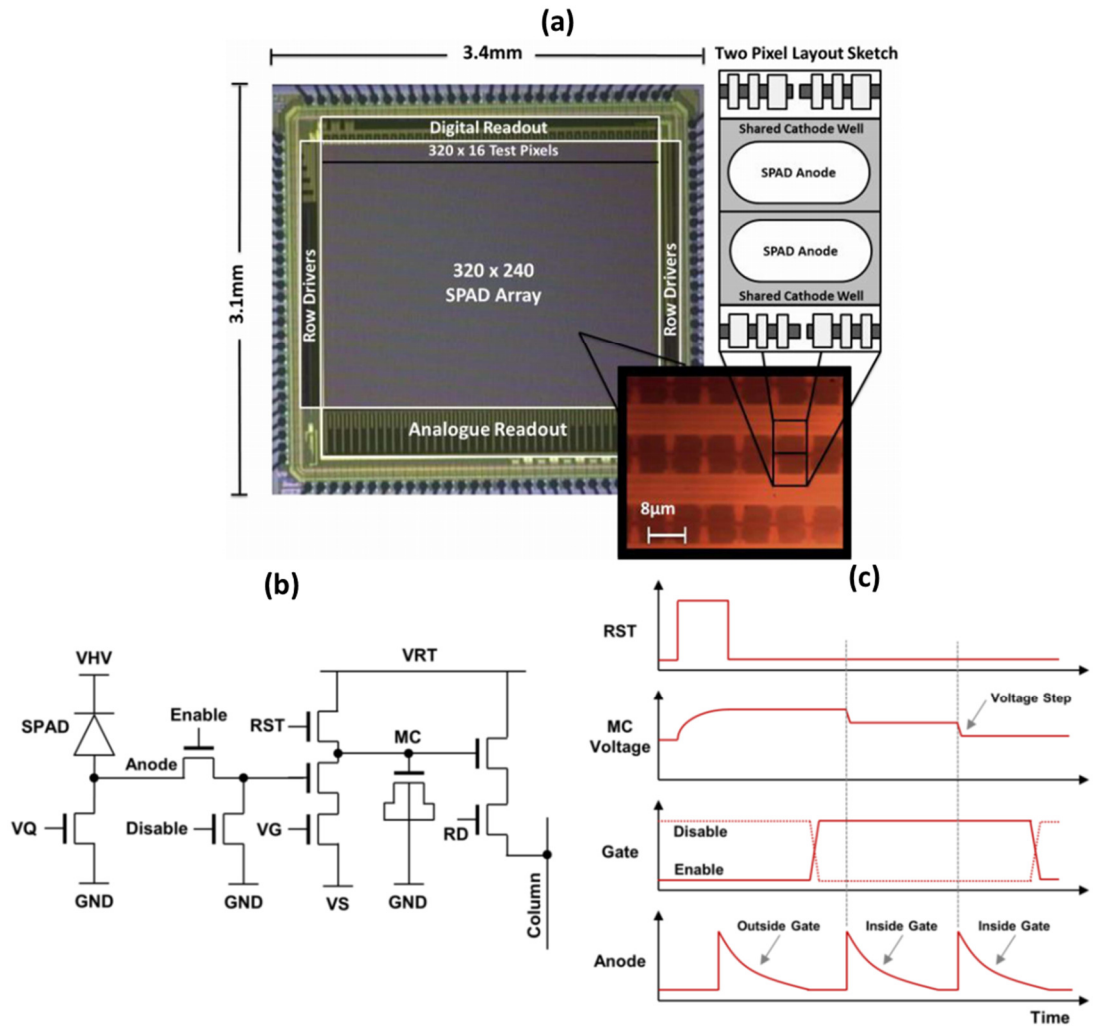 (a)
3.4mm
Two Pixel Layout Sketch
Digital Readout
Shared Cathode Well
320 x 16 Test Pixels
SPAD Anode
3.1mm
Row Drivers
320 x 240
SPAD Array
Row Drivers
SPAD Anode
Shared Cathode Well
Analogue Readout
8μm
(b)
VHV
VRT
SPAD
Enable
RST
MC
Anode
VQ
Disable
VG
RD
GND
GND
VS
GND
Column
(c)
RST
Voltage Step
MC
Voltage
Disable
Gate
Enable
Outside Gate
Inside Gate
Inside Gate
Anode
Time